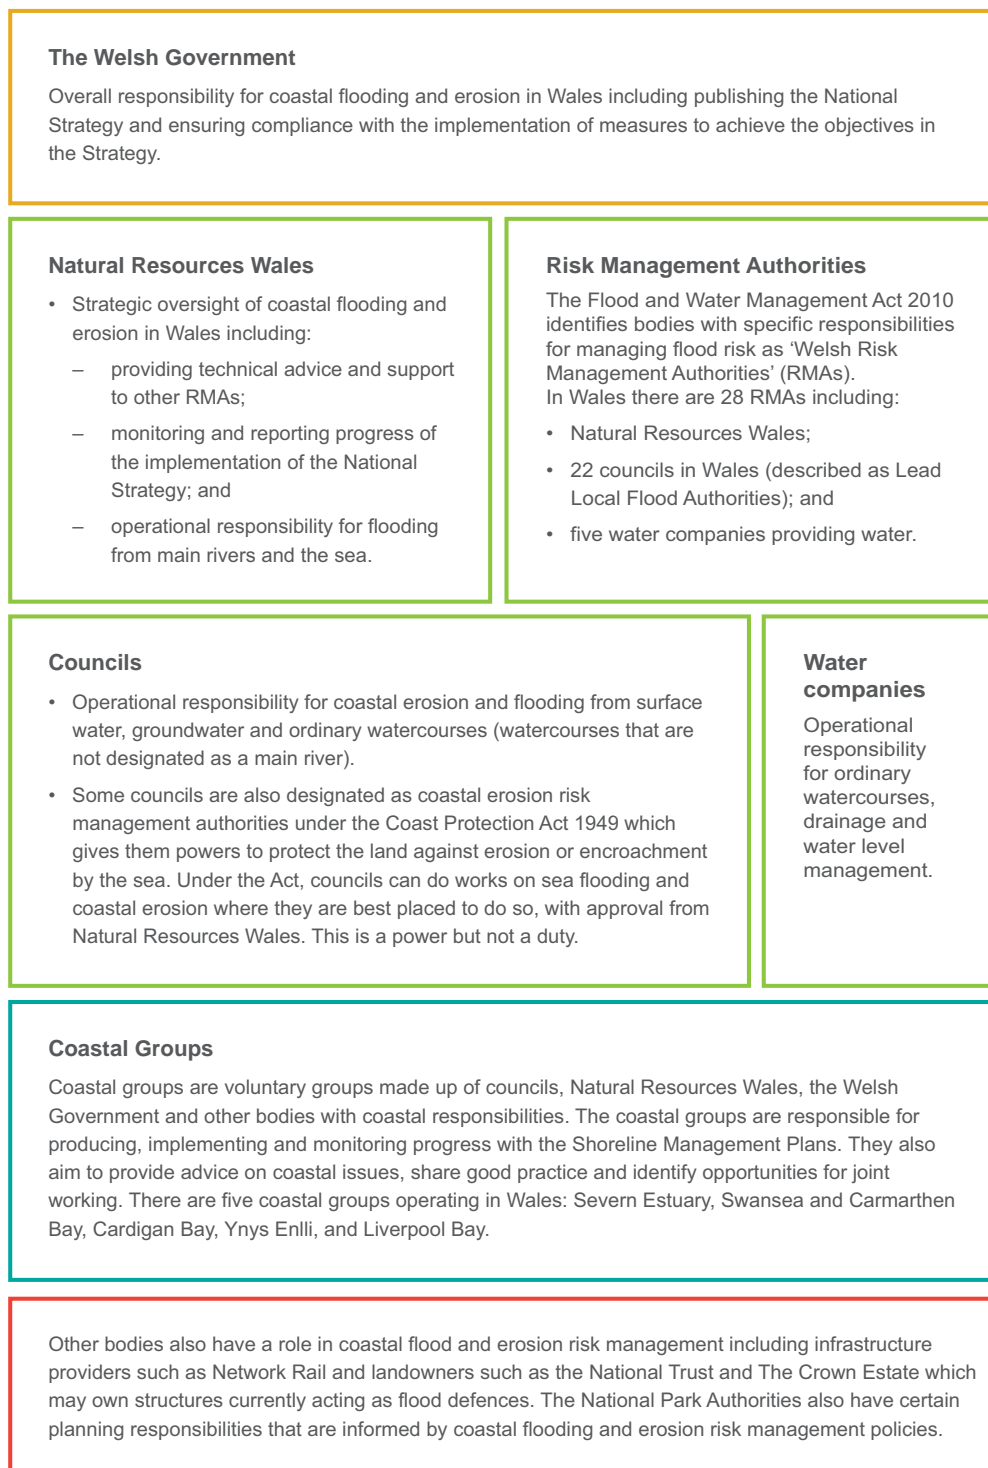 The Welsh Government
Overall responsibility for coastal flooding and erosion in Wales including publishing the National
Strategy and ensuring compliance with the implementation of measures to achieve the objectives in
the Strategy.
Natural Resources Wales
• Strategic oversight of coastal flooding and
erosion in Wales including:
– providing technical advice and support
to other RMAs;
– monitoring and reporting progress of
the implementation of the National
Strategy; and
– operational responsibility for flooding
from main rivers and the sea.
Risk Management Authorities
The Flood and Water Management Act 2010
identifies bodies with specific responsibilities
for managing flood risk as ‘Welsh Risk
Management Authorities’ (RMAs).
In Wales there are 28 RMAs including:
• Natural Resources Wales;
• 22 councils in Wales (described as Lead
Local Flood Authorities); and
• five water companies providing water.
Councils
• Operational responsibility for coastal erosion and flooding from surface
water, groundwater and ordinary watercourses (watercourses that are
not designated as a main river).
• Some councils are also designated as coastal erosion risk
management authorities under the Coast Protection Act 1949 which
gives them powers to protect the land against erosion or encroachment
by the sea. Under the Act, councils can do works on sea flooding and
coastal erosion where they are best placed to do so, with approval from
Natural Resources Wales. This is a power but not a duty.
Water
companies
Operational
responsibility
for ordinary
watercourses,
drainage and
water level
management.
Coastal Groups
Coastal groups are voluntary groups made up of councils, Natural Resources Wales, the Welsh
Government and other bodies with coastal responsibilities. The coastal groups are responsible for
producing, implementing and monitoring progress with the Shoreline Management Plans. They also
aim to provide advice on coastal issues, share good practice and identify opportunities for joint
working. There are five coastal groups operating in Wales: Severn Estuary, Swansea and Carmarthen
Bay, Cardigan Bay, Ynys Enlli, and Liverpool Bay.
Other bodies also have a role in coastal flood and erosion risk management including infrastructure
providers such as Network Rail and landowners such as the National Trust and The Crown Estate which
may own structures currently acting as flood defences. The National Park Authorities also have certain
planning responsibilities that are informed by coastal flooding and erosion risk management policies.